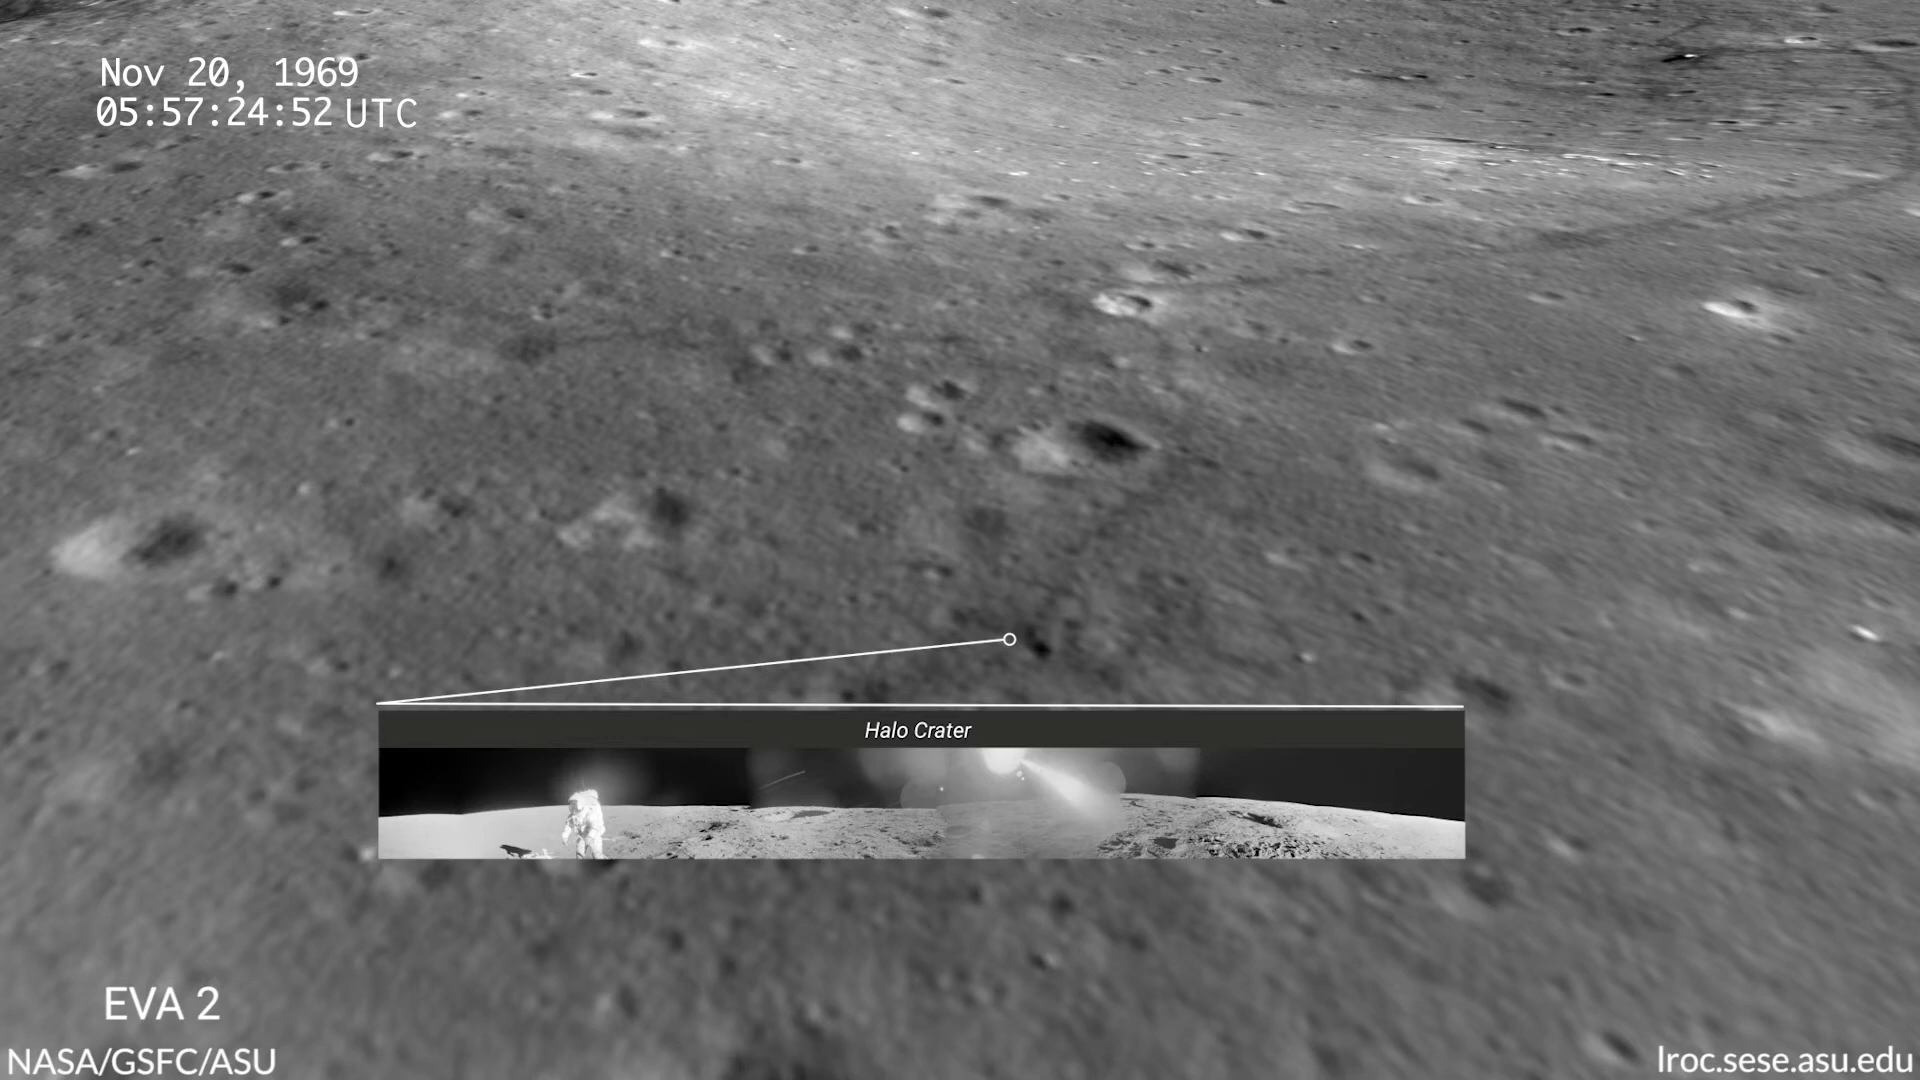 Nov 20, 1969
05:57:24:52 UTC
Halo Crater
EVA 2
NASA/GSFC/ASU
lroc.sese.asu.edu